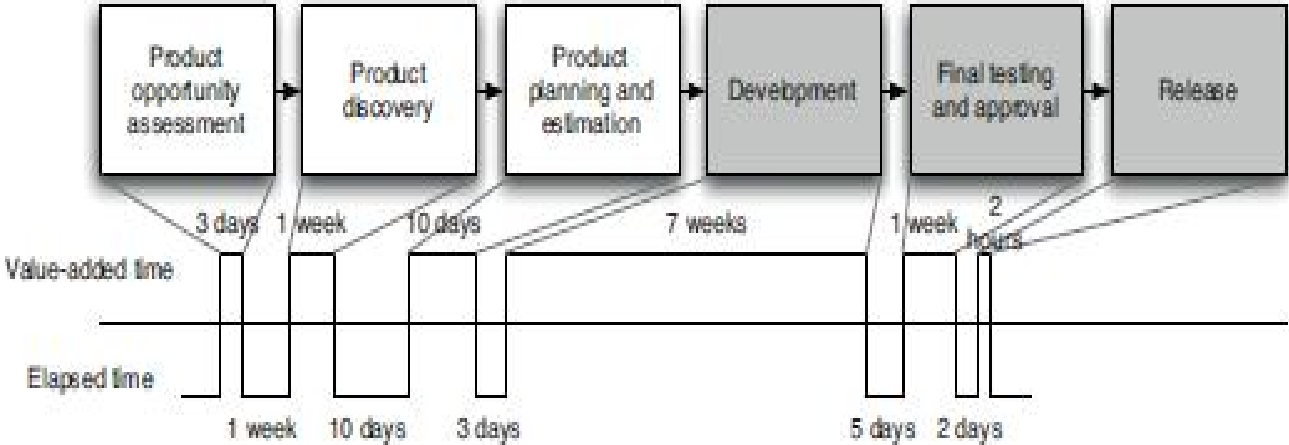 Product
opportunity
assessment
Product
discovery
Product
planning and
estimation
Development
Final testing
and approval
Release
3 days
1 week
10 days
7 weeks
1 week
2
hours
Value-added time
Elapsed time
1 week
10 days
3 days
5 days
2 days